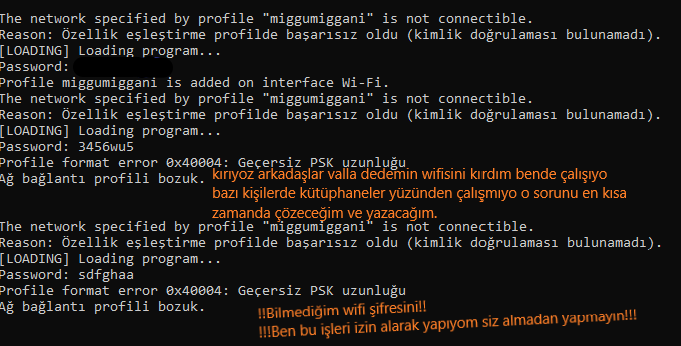 The network specified by profile "miggumiggani" is not connectible.
Reason: Özellik eşleştirme profilde başarısız oldu (kimlik doğrulaması bulunamadı).
[LOADING] Loading program...
Password:
Profile miggumiggani is added on interface Wi-Fi.
The network specified by profile "miggumiggani" is not connectible.
Reason: Özellik eşleştirme profilde başarısız oldu (kimlik doğrulaması bulunamadı).
[LOADING] Loading program...
Password: 3456wu5
Profile format error 0x40004: Geçersiz PSK uzunluğu
Ağ bağlantı profili bozuk.
kırıyoz arkadaşlar valla dedemin wifisini kırdım bende çalışıyo
bazı kişilerde kütüphaneler yüzünden çalışmıyo o sorunu en kısa
zamanda çözeceğim ve yazacağım.
The network specified by profile "miggumiggani" is not connectible.
Reason: Özellik eşleştirme profilde başarısız oldu (kimlik doğrulaması bulunamadı).
[LOADING] Loading program...
Password: sdfghaa
Profile format error 0x40004: Geçersiz PSK uzunluğu
Ağ bağlantı profili bozuk.
!!Bilmediğim wifi şifresini!!
!!!Ben bu işleri izin alarak yapıyom siz almadan yapmayın!!!